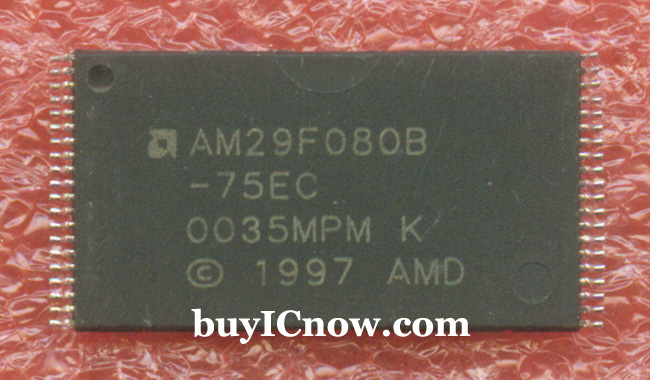 AM29F080B
-75EC
0035MPM K
© 1997 AMD
buyICnow.com